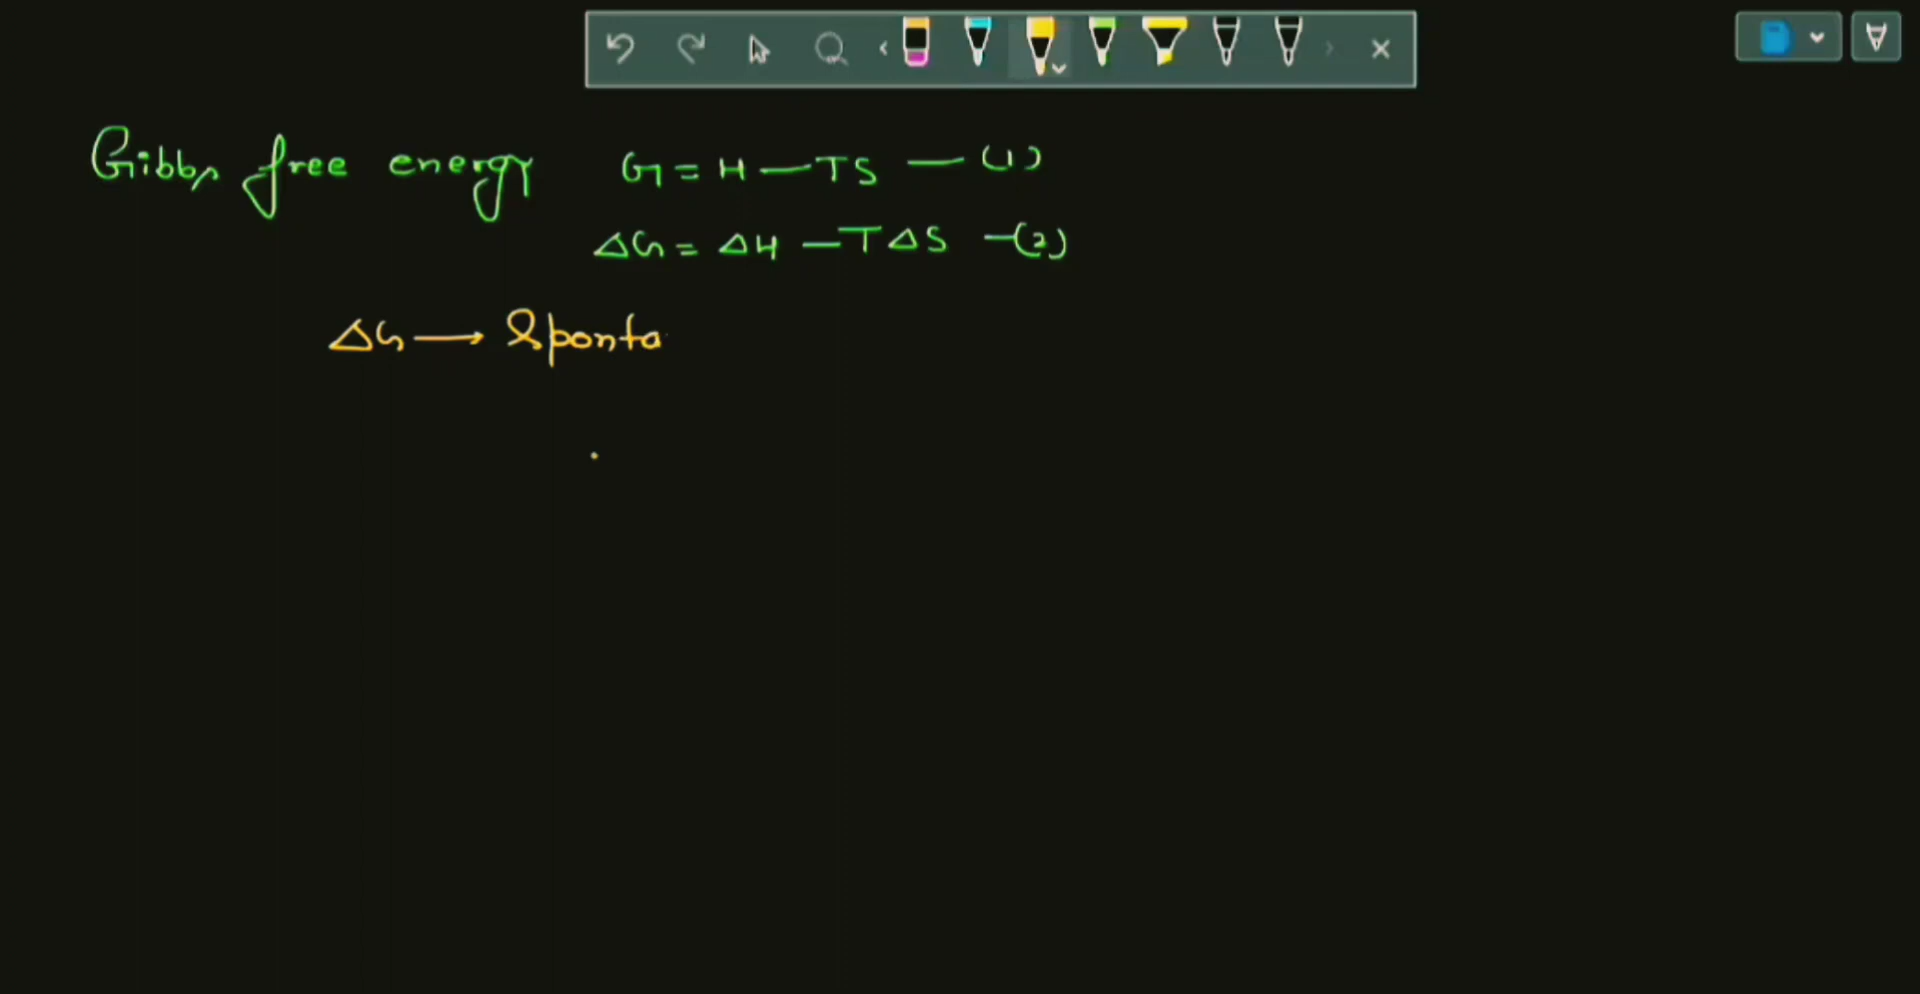 Gibbs free energy G = H — TS — (1)
ΔG = ΔH — TΔS — (2)
ΔG → Sponta